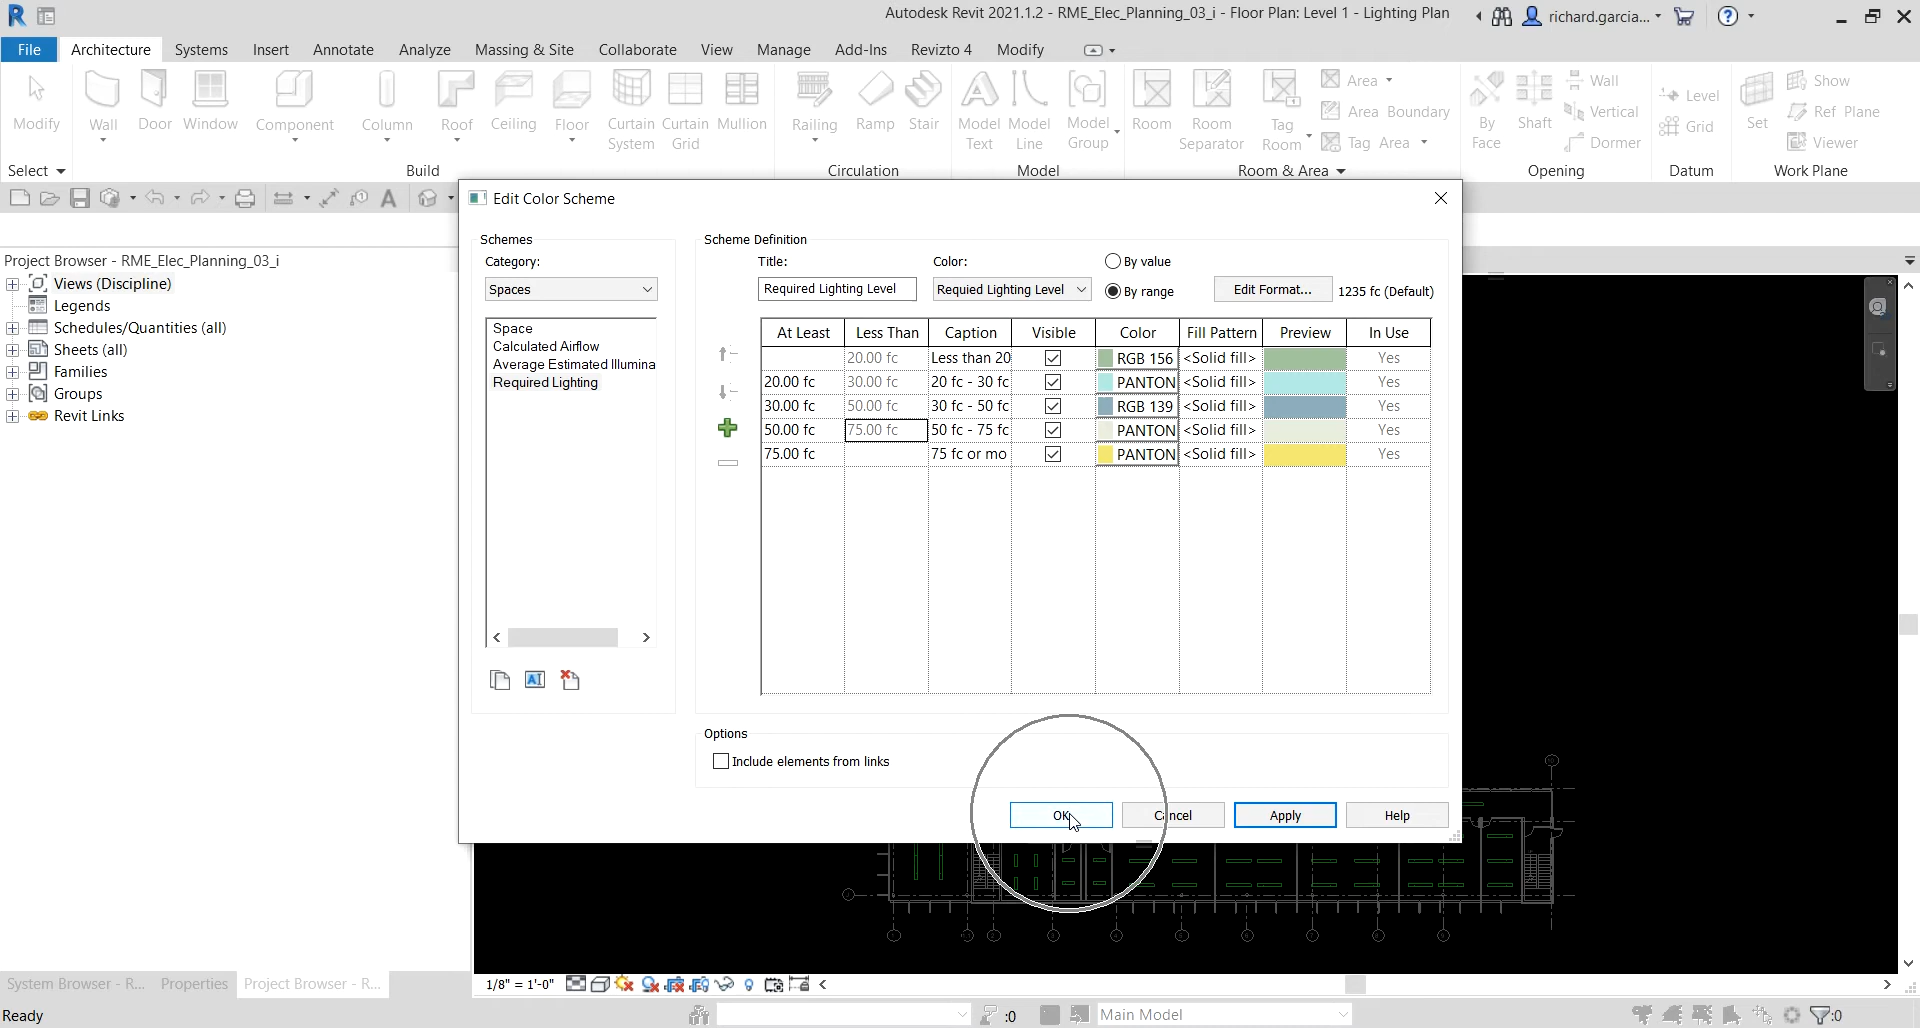 Autodesk Revit 2021.1.2 - RME_Elec_Planning_03_i - Floor Plan: Level 1 - Lighting Plan
richard.garcia...
File Architecture Systems Insert Annotate Analyze Massing & Site Collaborate View Manage Add-Ins Revizto 4 Modify
Modify Wall Door Window Component Column Roof Ceiling Floor Curtain System Curtain Grid Mullion Railing Ramp Stair Model Text Model Line Model Group Room Room Separator Tag Room
Area
Area Boundary
Tag Area
By Face Shaft
Wall
Vertical
Dormer
Level
Grid
Set
Show
Ref Plane
Viewer
Select Build Circulation Model Room & Area Opening Datum Work Plane
Project Browser - RME_Elec_Planning_03_i
Views (Discipline)
Legends
Schedules/Quantities (all)
Sheets (all)
Families
Groups
Revit Links
Edit Color Scheme
Schemes
Category:
Spaces
Space
Calculated Airflow
Average Estimated Illumina
Required Lighting
Scheme Definition
Title: Color: By value
Required Lighting Level Requied Lighting Level By range Edit Format... 1235 fc (Default)
At Least Less Than Caption Visible Color Fill Pattern Preview In Use
20.00 fc Less than 20 RGB 156 <Solid fill> Yes
20.00 fc 30.00 fc 20 fc - 30 fc PANTON <Solid fill> Yes
30.00 fc 50.00 fc 30 fc - 50 fc RGB 139 <Solid fill> Yes
50.00 fc 75.00 fc 50 fc - 75 fc PANTON <Solid fill> Yes
75.00 fc 75 fc or mo PANTON <Solid fill> Yes
Options
Include elements from links
OK Cancel Apply Help
System Browser - R... Properties Project Browser - R...
1/8" = 1'-0"
Ready :0 Main Model :0